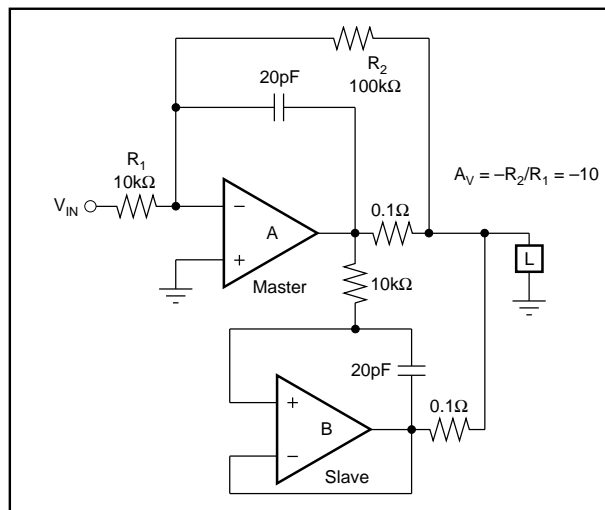 R2
100kΩ
20pF
R1
10kΩ
AV = –R2/R1 = –10
VIN
–
A
+
0.1Ω
L
Master
10kΩ
20pF
0.1Ω
+
B
–
Slave